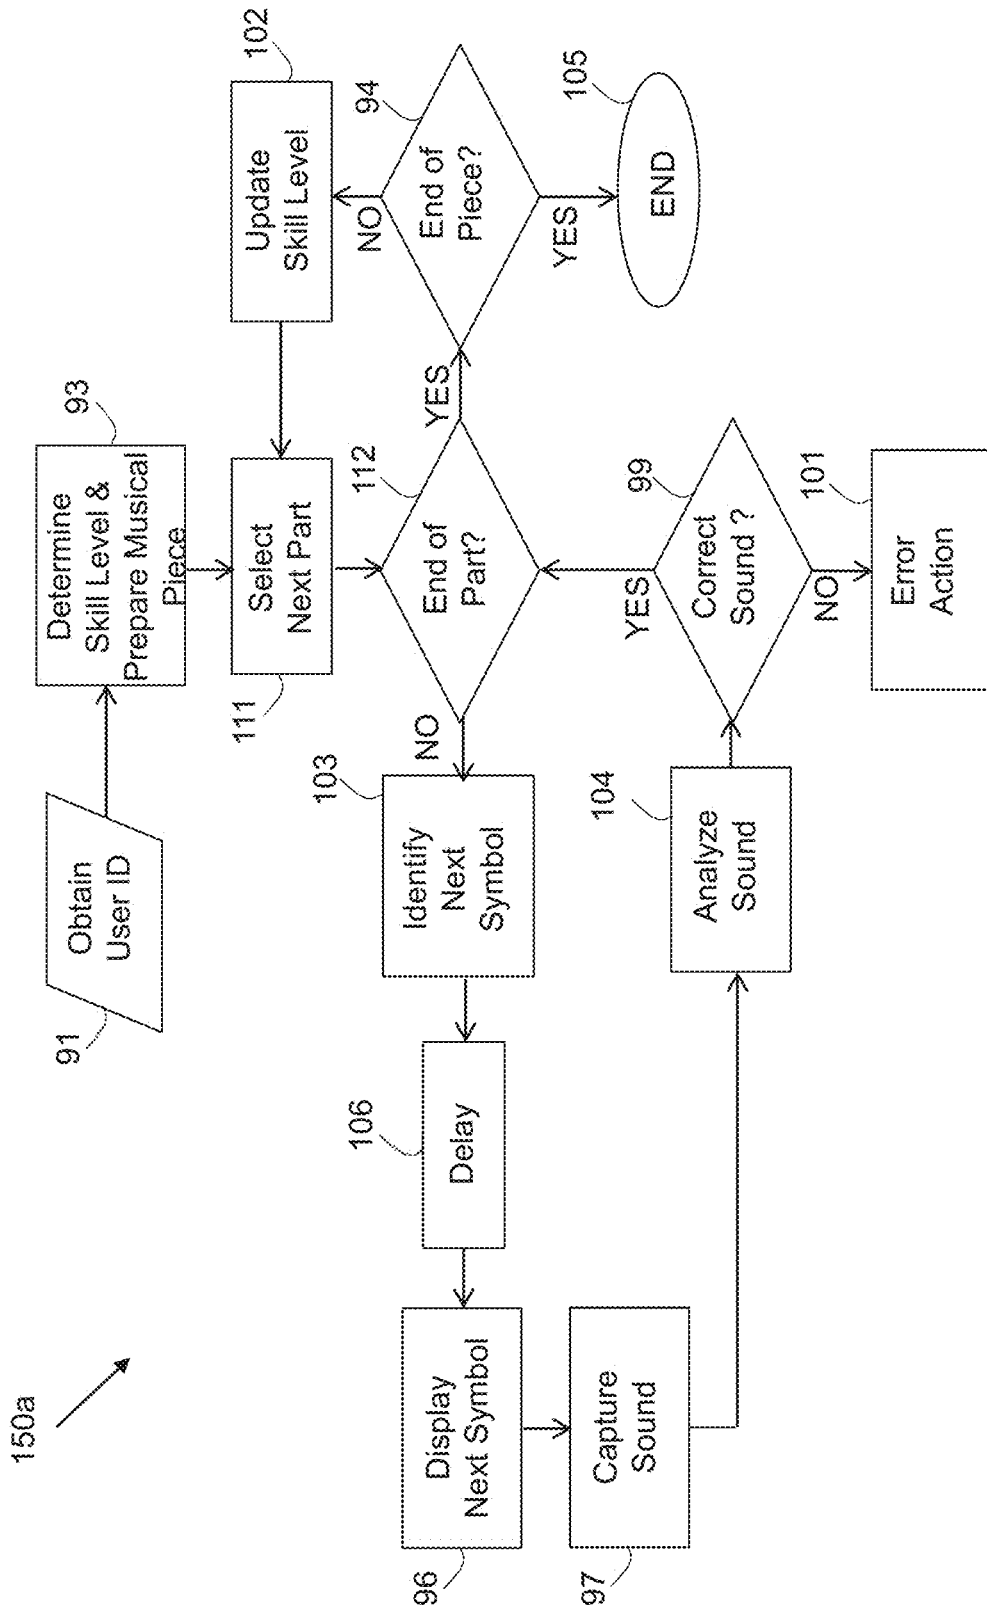 150a
91
Obtain
User ID
93
Determine
Skill Level &
Prepare Musical
Piece
102
Update
Skill Level
111
Select
Next Part
112
End of
Part?
YES
NO
94
End of
Piece?
NO
YES
105
END
103
Identify
Next
Symbol
106
Delay
96
Display
Next Symbol
97
Capture
Sound
104
Analyze
Sound
99
Correct
Sound ?
YES
NO
101
Error
Action